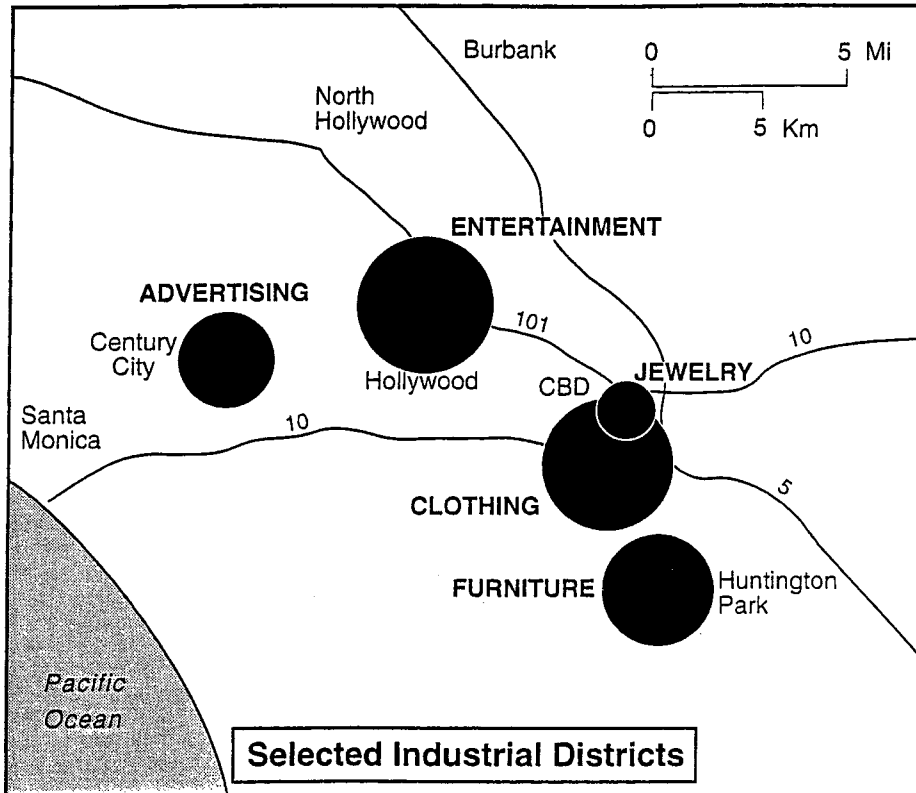 Burbank
0 5 Mi
0 5 Km
North
Hollywood
ENTERTAINMENT
ADVERTISING
Century
City
101
10
Hollywood
CBD
JEWELRY
Santa
Monica
10
CLOTHING
5
FURNITURE
Huntington
Park
Pacific
Ocean
Selected Industrial Districts